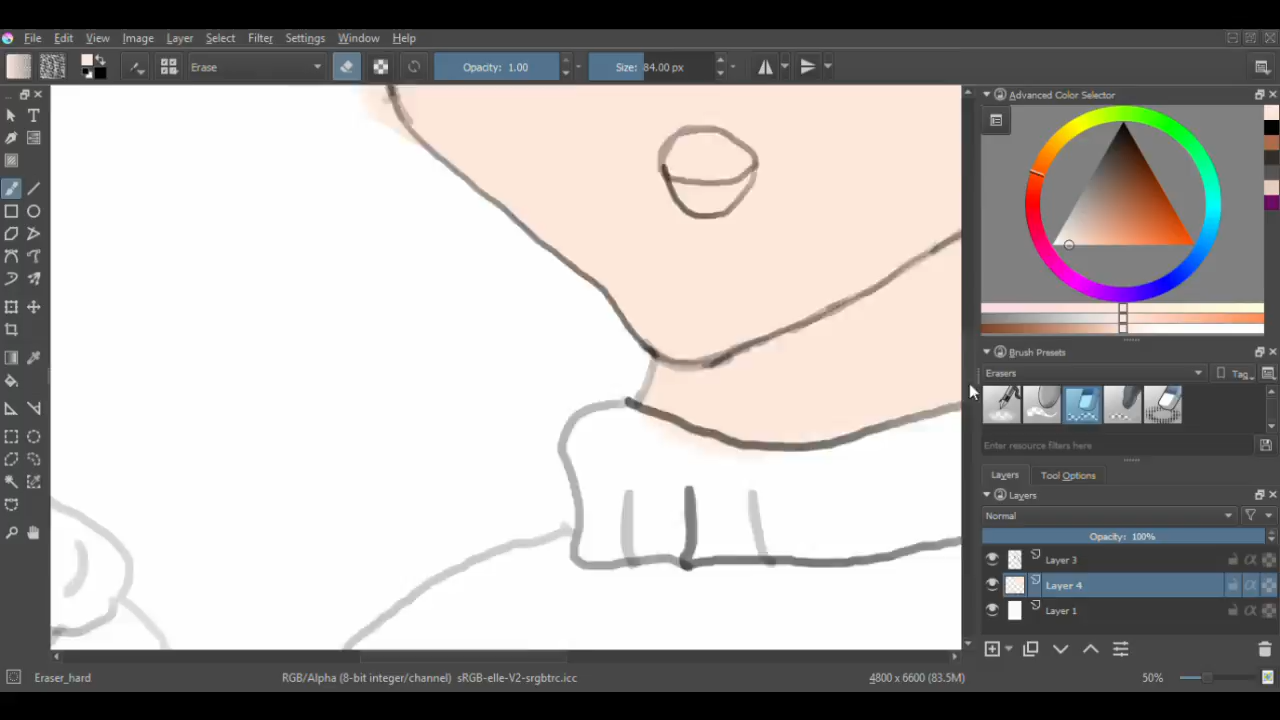 File Edit View Image Layer Select Filter Settings Window Help
Erase
Opacity: 1.00
Size: 84.00 px
Advanced Color Selector
Brush Presets
Erasers
Tag
Enter resource filters here
Layers Tool Options
Layers
Normal
Opacity: 100%
Layer 3
Layer 4
Layer 1
Eraser_hard
RGB/Alpha (8-bit integer/channel) sRGB-elle-V2-srgbtrc.icc
4800 x 6600 (83.5M)
50%